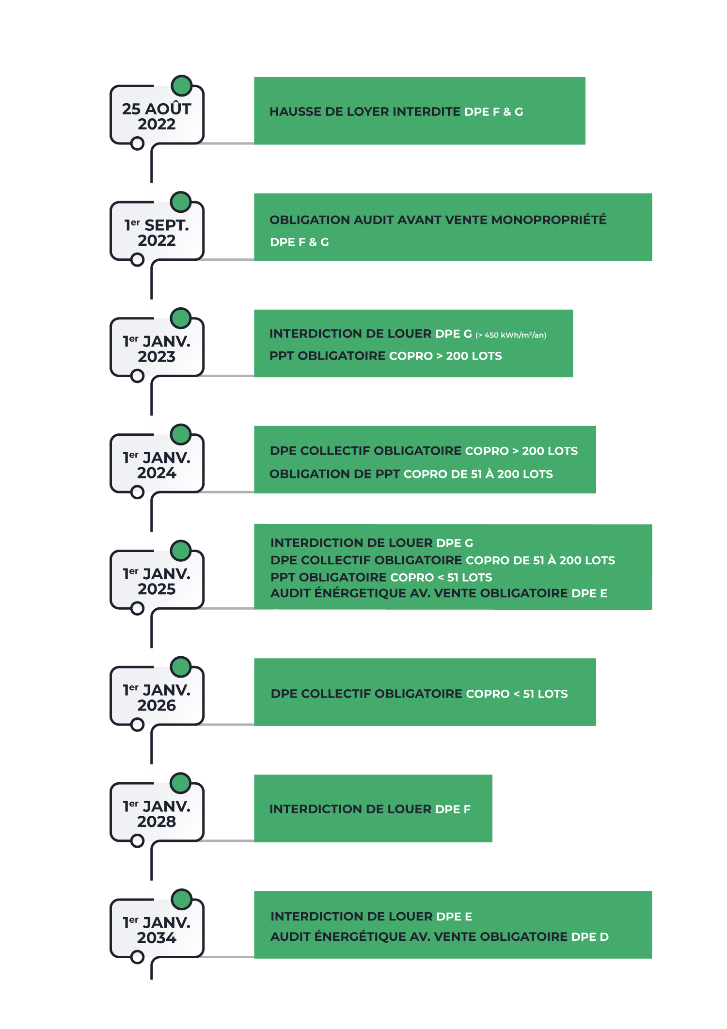 25 AOÛT
2022
HAUSSE DE LOYER INTERDITE DPE F & G
1er SEPT.
2022
OBLIGATION AUDIT AVANT VENTE MONOPROPRIÉTÉ
DPE F & G
1er JANV.
2023
INTERDICTION DE LOUER DPE G (> 450 kWh/m²/an)
PPT OBLIGATOIRE COPRO > 200 LOTS
1er JANV.
2024
DPE COLLECTIF OBLIGATOIRE COPRO > 200 LOTS
OBLIGATION DE PPT COPRO DE 51 À 200 LOTS
1er JANV.
2025
INTERDICTION DE LOUER DPE G
DPE COLLECTIF OBLIGATOIRE COPRO DE 51 À 200 LOTS
PPT OBLIGATOIRE COPRO < 51 LOTS
AUDIT ÉNÉRGETIQUE AV. VENTE OBLIGATOIRE DPE E
1er JANV.
2026
DPE COLLECTIF OBLIGATOIRE COPRO < 51 LOTS
1er JANV.
2028
INTERDICTION DE LOUER DPE F
1er JANV.
2034
INTERDICTION DE LOUER DPE E
AUDIT ÉNERGÉTIQUE AV. VENTE OBLIGATOIRE DPE D